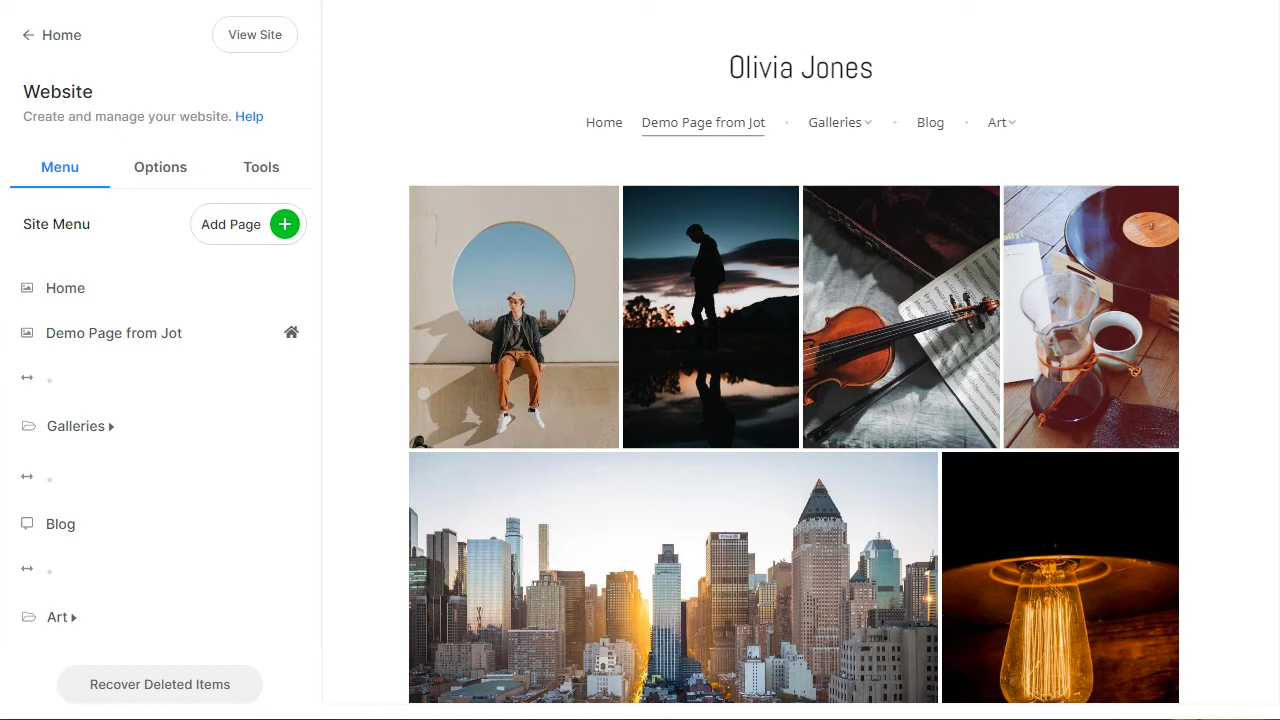 Home
View Site
Website
Create and manage your website. Help
Menu Options Tools
Site Menu
Add Page
Home
Demo Page from Jot
Galleries
Blog
Art
Recover Deleted Items
Olivia Jones
Home Demo Page from Jot Galleries Blog Art